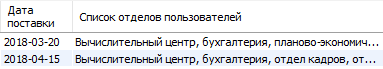 Дата поставки Список отделов пользователей
2018-03-20 Вычислительный центр, бухгалтерия, планово-экономич...
2018-04-15 Вычислительный центр, бухгалтерия, отдел кадров, от...